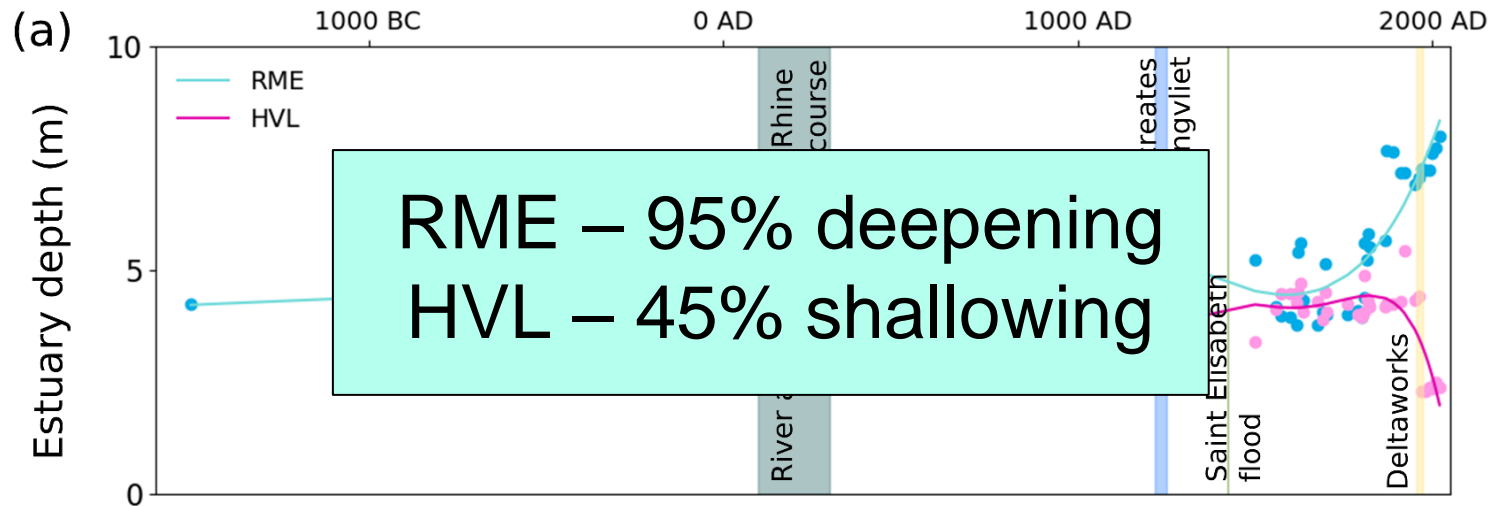 (a)
1000 BC
0 AD
1000 AD
2000 AD
10
5
0
Estuary depth (m)
RME
HVL
Rhine
course
River
reates
ngvliet
RME – 95% deepening
HVL – 45% shallowing
Saint Elisabeth
flood
Deltaworks